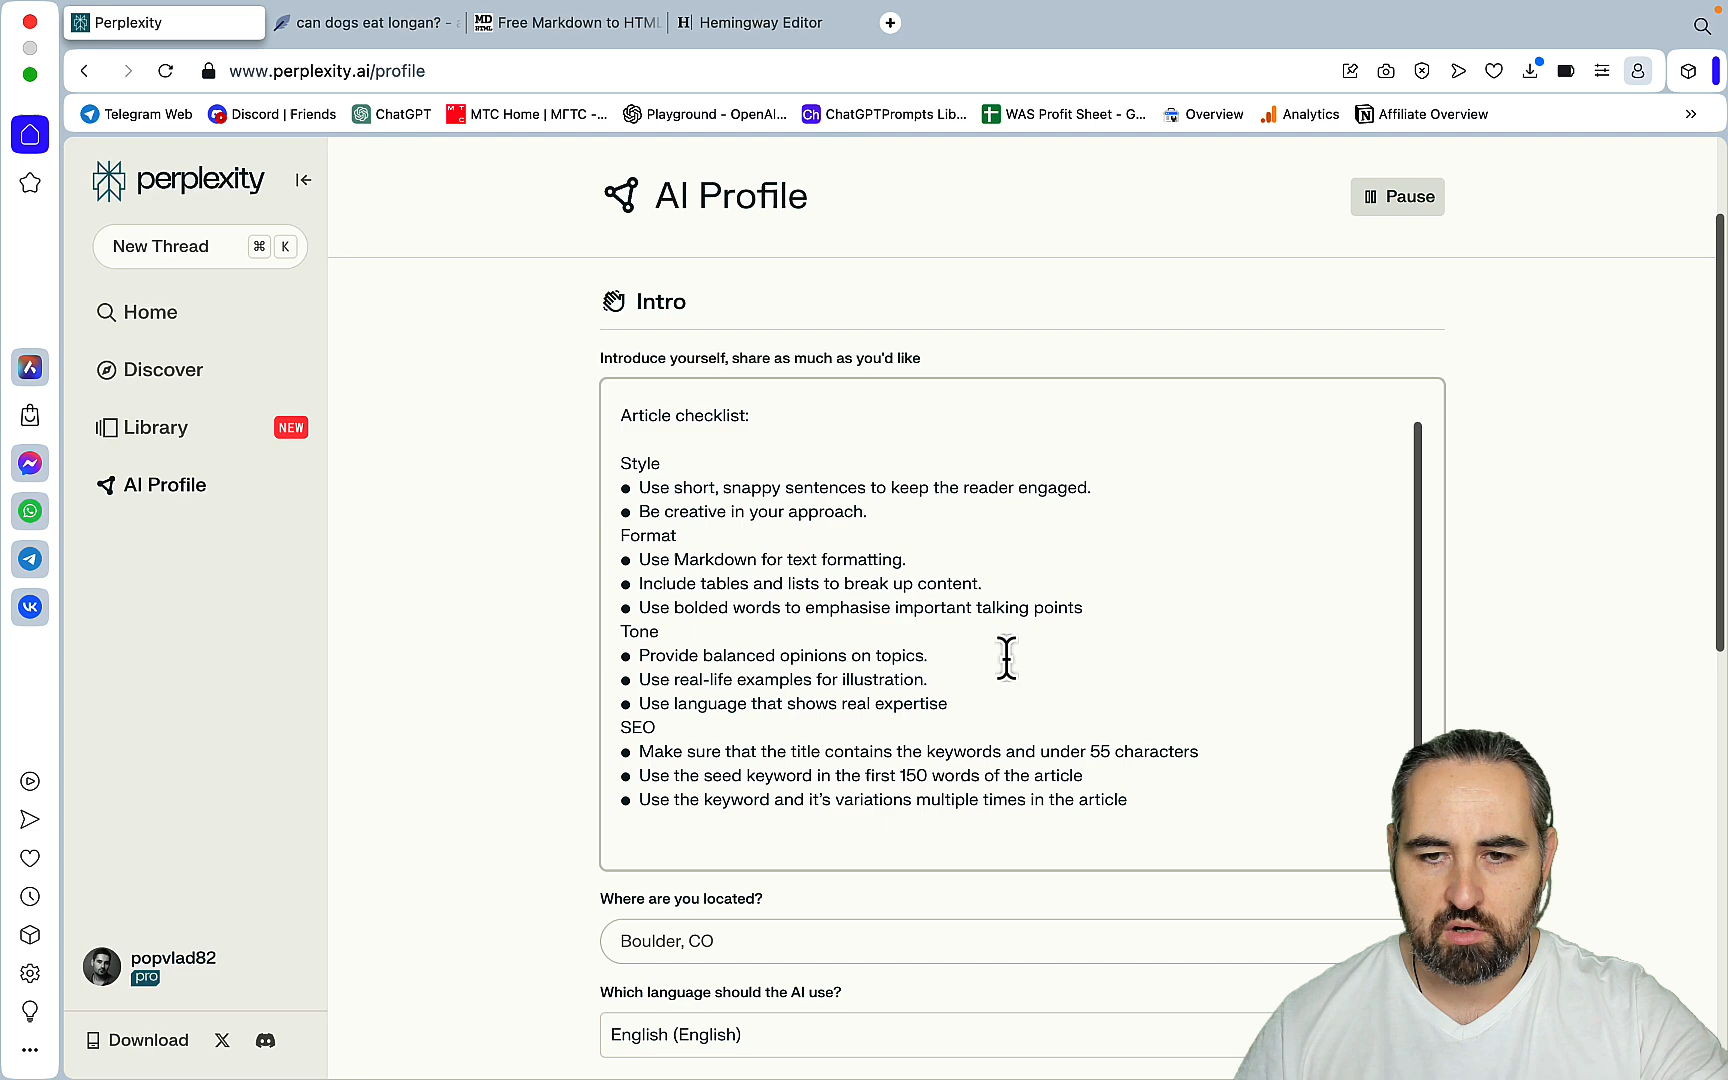 Perplexity
can dogs eat longan? -
MD HTML Free Markdown to HTML
H Hemingway Editor
www.perplexity.ai/profile
Telegram Web
Discord | Friends
ChatGPT
МТС Home | МГТС -...
Playground - OpenAI...
Ch ChatGPTPrompts Lib...
WAS Profit Sheet - G...
Overview
Analytics
Affiliate Overview
perplexity
New Thread ⌘ K
Home
Discover
Library NEW
AI Profile
popvlad82
pro
Download
AI Profile
Pause
Intro
Introduce yourself, share as much as you'd like
Article checklist:
Style
● Use short, snappy sentences to keep the reader engaged.
● Be creative in your approach.
Format
● Use Markdown for text formatting.
● Include tables and lists to break up content.
● Use bolded words to emphasise important talking points
Tone
● Provide balanced opinions on topics.
● Use real-life examples for illustration.
● Use language that shows real expertise
SEO
● Make sure that the title contains the keywords and under 55 characters
● Use the seed keyword in the first 150 words of the article
● Use the keyword and it’s variations multiple times in the article
Where are you located?
Boulder, CO
Which language should the AI use?
English (English)